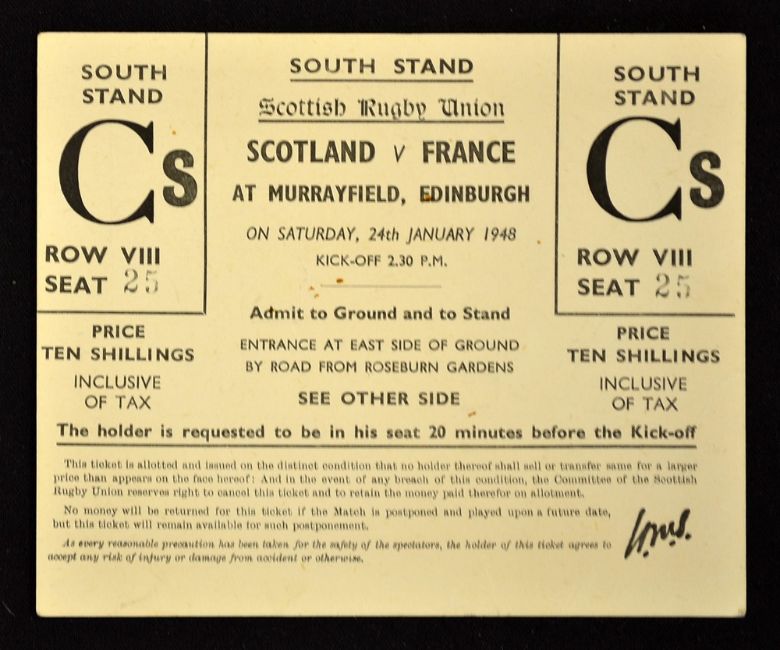 SOUTH STAND
Cs
ROW VIII
SEAT 25
PRICE
TEN SHILLINGS
INCLUSIVE
OF TAX
SOUTH STAND
Scottish Rugby Union
SCOTLAND v FRANCE
AT MURRAYFIELD, EDINBURGH
ON SATURDAY, 24th JANUARY 1948
KICK-OFF 2.30 P.M.
Admit to Ground and to Stand
ENTRANCE AT EAST SIDE OF GROUND
BY ROAD FROM ROSEBURN GARDENS
SEE OTHER SIDE
SOUTH
STAND
Cs
ROW VIII
SEAT 25
PRICE
TEN SHILLINGS
INCLUSIVE
OF TAX
The holder is requested to be in his seat 20 minutes before the Kick-off
This ticket is allotted and issued on the distinct condition that no holder thereof shall sell or transfer same for a larger
price than appears on the face hereof: And in the event of any breach of this condition, the Committee of the Scottish
Rugby Union reserves right to cancel this ticket and to retain the money paid therefor on allotment.
No money will be returned for this ticket if the Match is postponed and played upon a future date,
but this ticket will remain available for such postponement.
As every reasonable precaution has been taken for the safety of the spectators, the holder of this ticket agrees to
accept any risk of injury or damage from accident or otherwise.